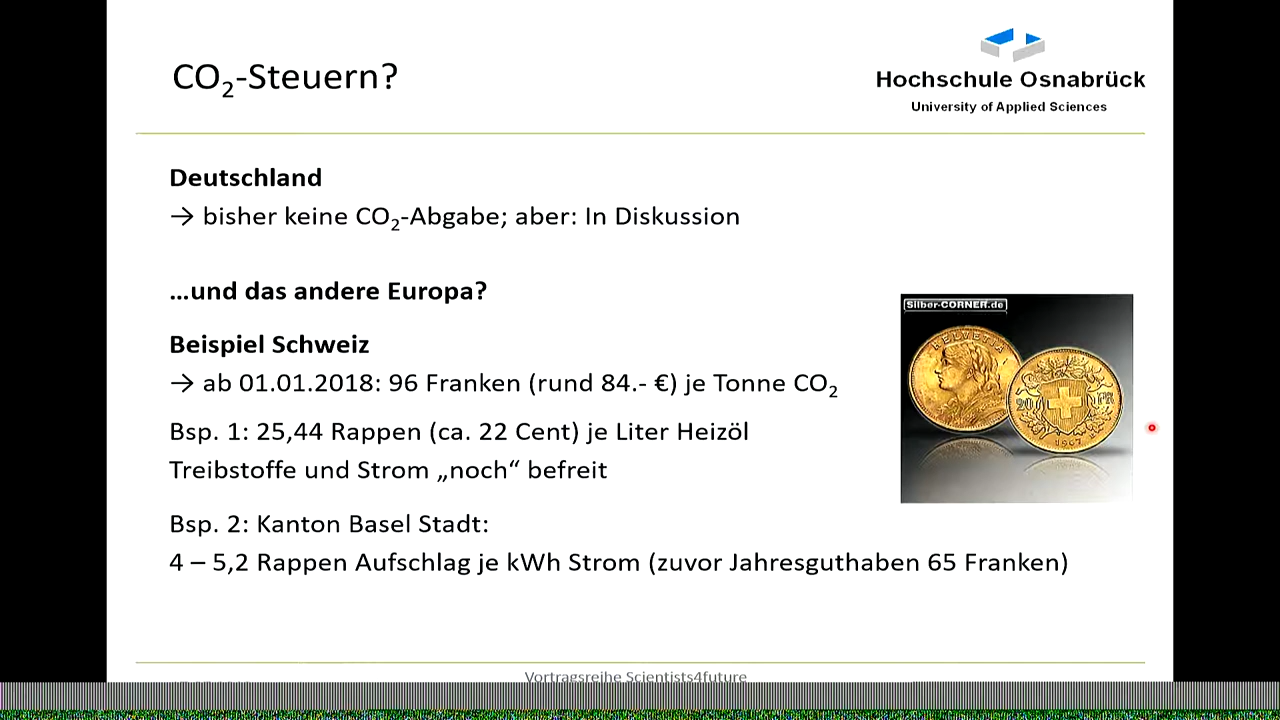 CO₂-Steuern?
Hochschule Osnabrück
University of Applied Sciences
Deutschland
→ bisher keine CO₂-Abgabe; aber: In Diskussion
…und das andere Europa?
Beispiel Schweiz
→ ab 01.01.2018: 96 Franken (rund 84.- €) je Tonne CO₂
Bsp. 1: 25,44 Rappen (ca. 22 Cent) je Liter Heizöl
Treibstoffe und Strom „noch“ befreit
Bsp. 2: Kanton Basel Stadt:
4 – 5,2 Rappen Aufschlag je kWh Strom (zuvor Jahresguthaben 65 Franken)
Silber-CORNER.de
HELVETIA
20 FR
1907
Vortragsreihe Scientists4future